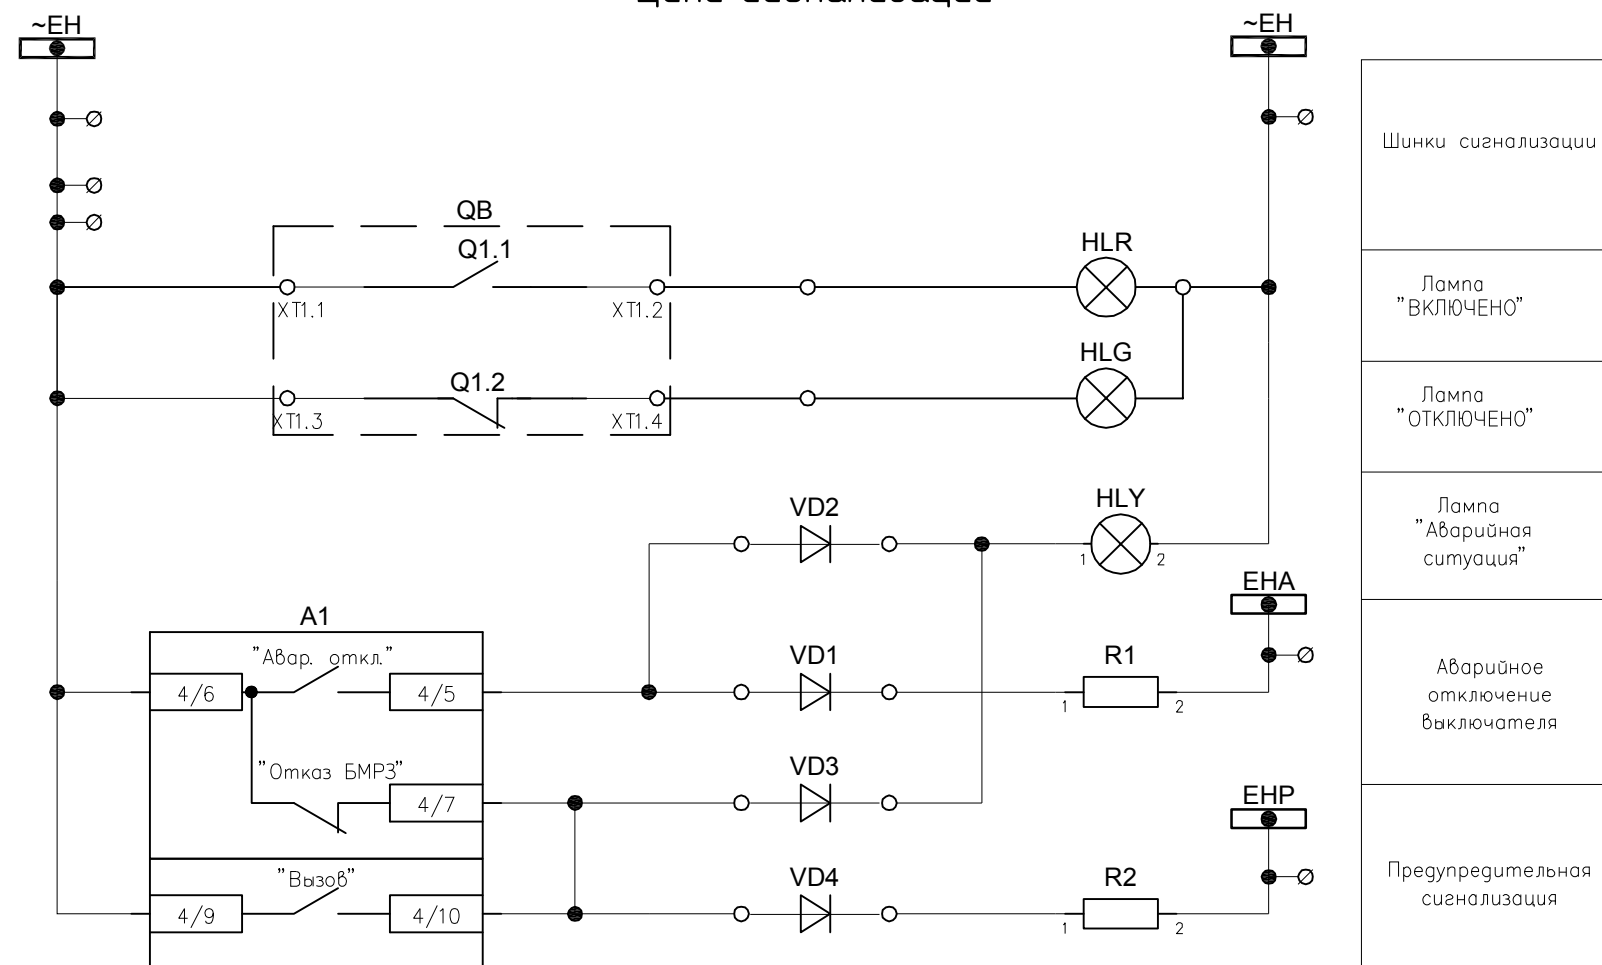 Цепи сигнализации
~EH
~EH
Шинки сигнализации
QB
Q1.1
XT1.1
XT1.2
HLR
Лампа
"ВКЛЮЧЕНО"
Q1.2
XT1.3
XT1.4
HLG
Лампа
"ОТКЛЮЧЕНО"
VD2
HLY
1
2
Лампа
"Аварийная
ситуация"
EHA
A1
"Авар. откл."
4/6
4/5
VD1
R1
1
2
Аварийное
отключение
выключателя
"Отказ БМРЗ"
4/7
VD3
EHP
"Вызов"
4/9
4/10
VD4
R2
1
2
Предупредительная
сигнализация